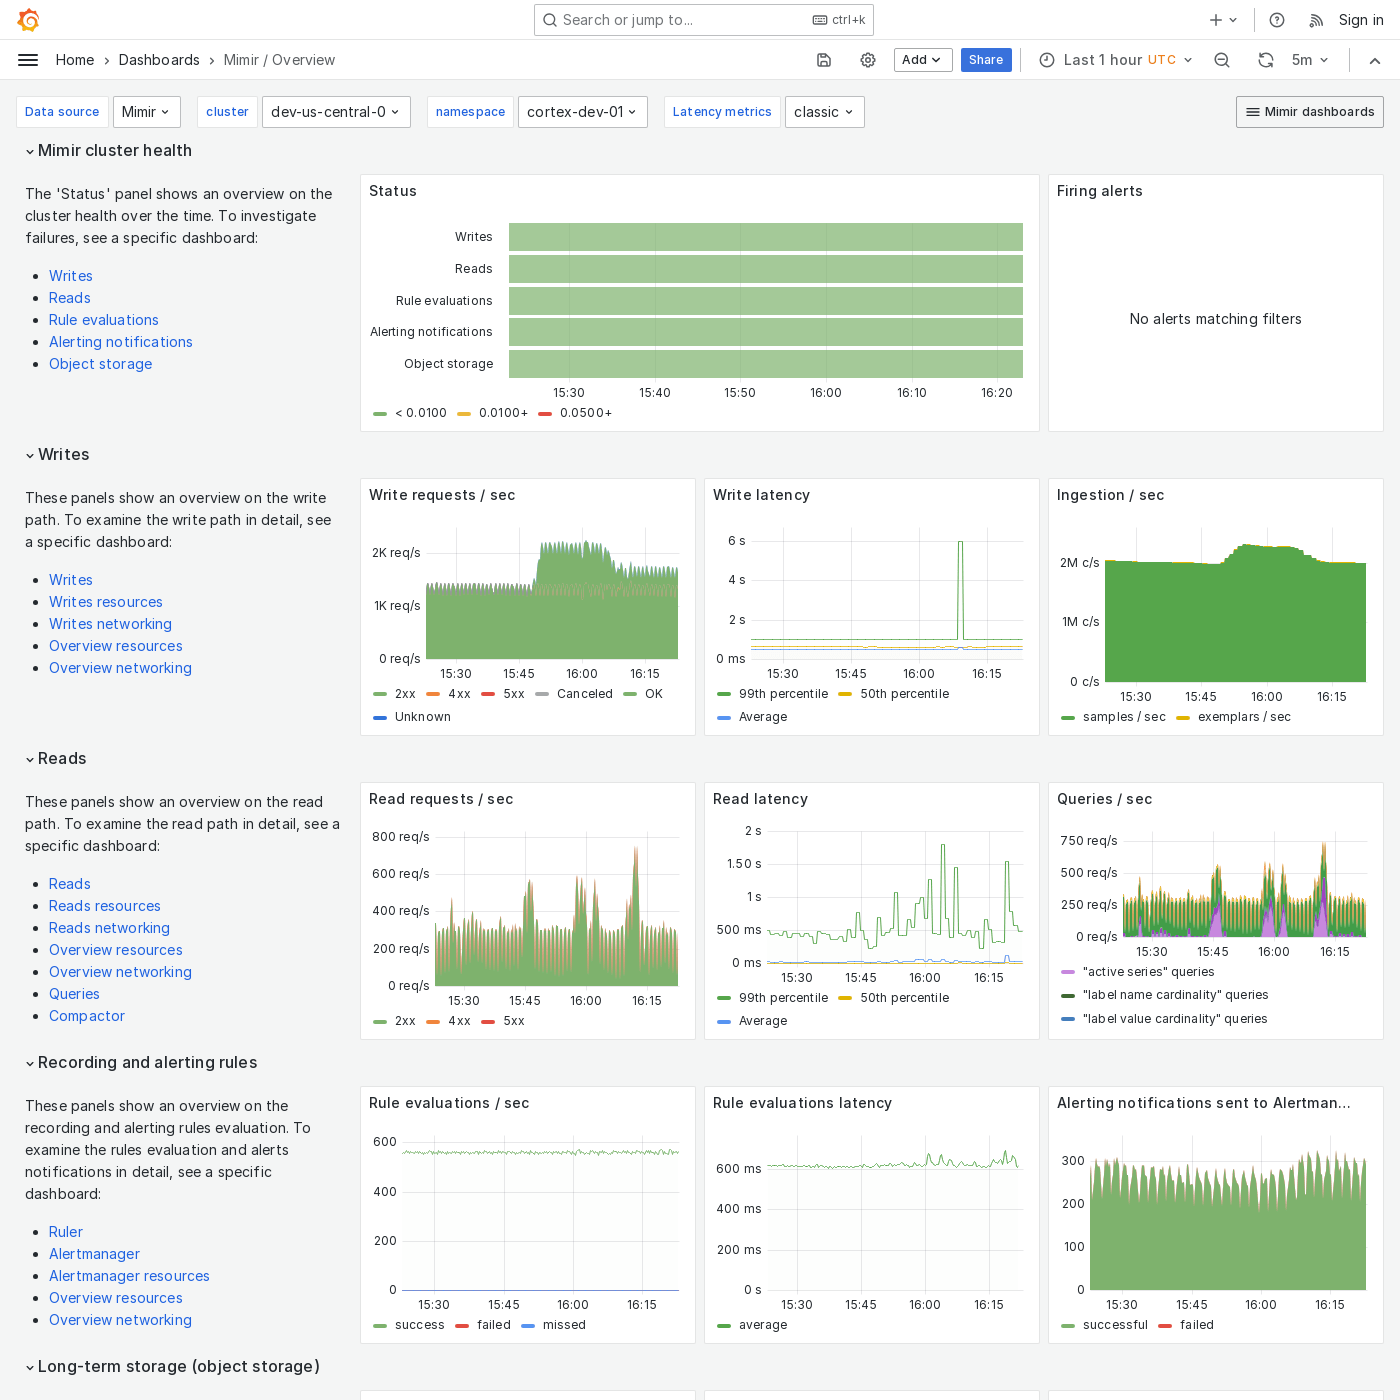 Search or jump to... ctrl+k Sign in
Home > Dashboards > Mimir / Overview Add Share Last 1 hour UTC 5m
Data source Mimir cluster dev-us-central-0 namespace cortex-dev-01 Latency metrics classic Mimir dashboards
Mimir cluster health
The 'Status' panel shows an overview on the
cluster health over the time. To investigate
failures, see a specific dashboard:
Writes
Reads
Rule evaluations
Alerting notifications
Object storage
Status
Writes
Reads
Rule evaluations
Alerting notifications
Object storage
15:30 15:40 15:50 16:00 16:10 16:20
< 0.0100 0.0100+ 0.0500+
Firing alerts
No alerts matching filters
Writes
These panels show an overview on the write
path. To examine the write path in detail, see
a specific dashboard:
Writes
Writes resources
Writes networking
Overview resources
Overview networking
Write requests / sec
2K req/s
1K req/s
0 req/s
15:30 15:45 16:00 16:15
2xx 4xx 5xx Canceled OK
Unknown
Write latency
6 s
4 s
2 s
0 ms
15:30 15:45 16:00 16:15
99th percentile 50th percentile
Average
Ingestion / sec
2M c/s
1M c/s
0 c/s
15:30 15:45 16:00 16:15
samples / sec exemplars / sec
Reads
These panels show an overview on the read
path. To examine the read path in detail, see a
specific dashboard:
Reads
Reads resources
Reads networking
Overview resources
Overview networking
Queries
Compactor
Read requests / sec
800 req/s
600 req/s
400 req/s
200 req/s
0 req/s
15:30 15:45 16:00 16:15
2xx 4xx 5xx
Read latency
2 s
1.50 s
1 s
500 ms
0 ms
15:30 15:45 16:00 16:15
99th percentile 50th percentile
Average
Queries / sec
750 req/s
500 req/s
250 req/s
0 req/s
15:30 15:45 16:00 16:15
"active series" queries
"label name cardinality" queries
"label value cardinality" queries
Recording and alerting rules
These panels show an overview on the
recording and alerting rules evaluation. To
examine the rules evaluation and alerts
notifications in detail, see a specific
dashboard:
Ruler
Alertmanager
Alertmanager resources
Overview resources
Overview networking
Rule evaluations / sec
600
400
200
0
15:30 15:45 16:00 16:15
success failed missed
Rule evaluations latency
600 ms
400 ms
200 ms
0 s
15:30 15:45 16:00 16:15
average
Alerting notifications sent to Alertman...
300
200
100
0
15:30 15:45 16:00 16:15
successful failed
Long-term storage (object storage)